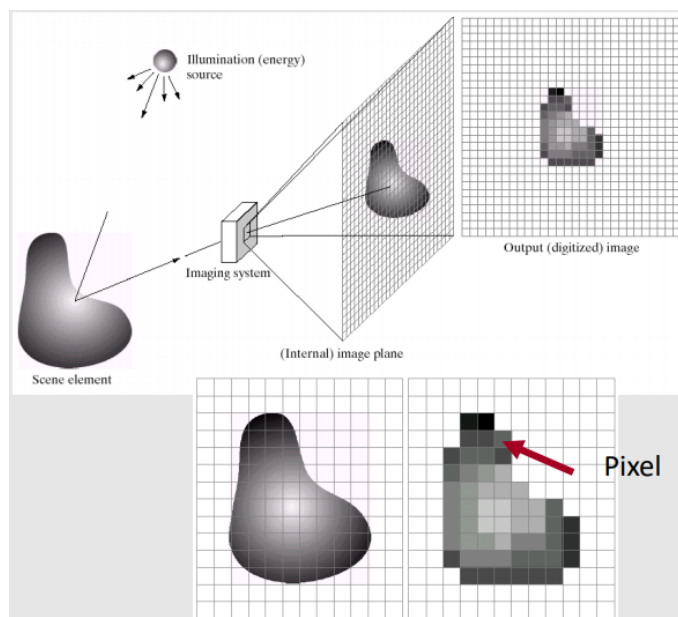 Illumination (energy)
source
Output (digitized) image
Imaging system
(Internal) image plane
Scene element
Pixel